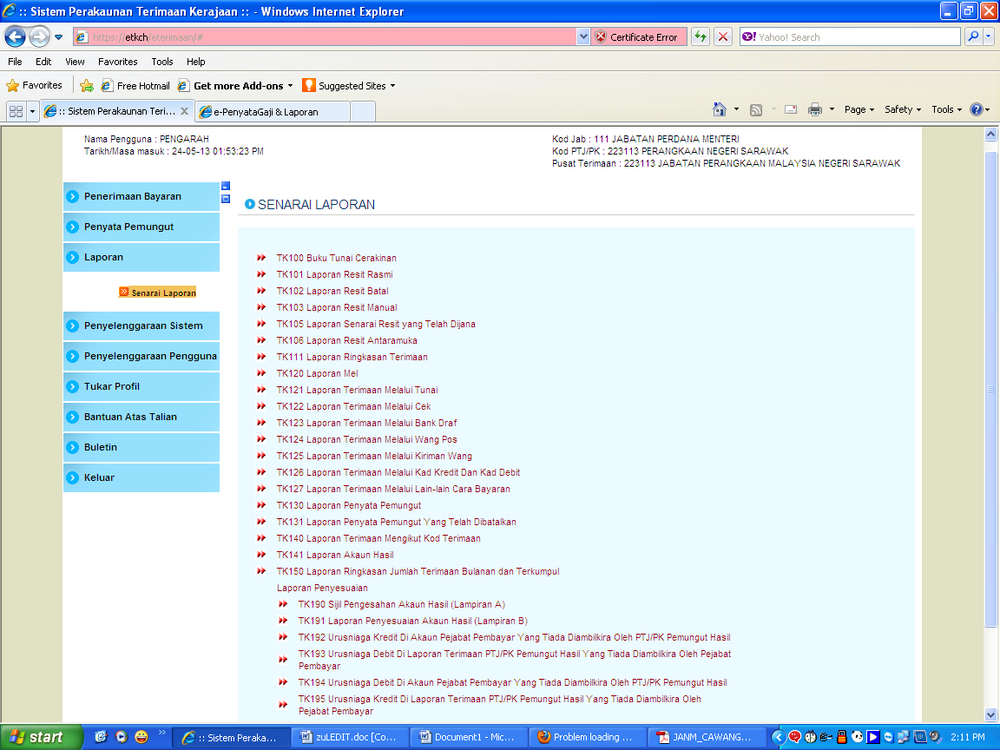 :: Sistem Perakaunan Terimaan Kerajaan :: - Windows Internet Explorer
https://etkch/eterimaan/# Certificate Error Yahoo! Search
File Edit View Favorites Tools Help
Favorites Free Hotmail Get more Add-ons Suggested Sites
:: Sistem Perakaunan Teri... X e-PenyataGaji & Laporan Page Safety Tools
Nama Pengguna : PENGARAH
Tarikh/Masa masuk : 24-05-13 01:53:23 PM
Kod Jab : 111 JABATAN PERDANA MENTERI
Kod PTJ/PK : 223113 PERANGKAAN NEGERI SARAWAK
Pusat Terimaan : 223113 JABATAN PERANGKAAN MALAYSIA NEGERI SARAWAK
Penerimaan Bayaran
Penyata Pemungut
Laporan
Senarai Laporan
Penyelenggaraan Sistem
Penyelenggaraan Pengguna
Tukar Profil
Bantuan Atas Talian
Buletin
Keluar
SENARAI LAPORAN
TK100 Buku Tunai Cerakinan
TK101 Laporan Resit Rasmi
TK102 Laporan Resit Batal
TK103 Laporan Resit Manual
TK105 Laporan Senarai Resit yang Telah Dijana
TK106 Laporan Resit Antaramuka
TK111 Laporan Ringkasan Terimaan
TK120 Laporan Mel
TK121 Laporan Terimaan Melalui Tunai
TK122 Laporan Terimaan Melalui Cek
TK123 Laporan Terimaan Melalui Bank Draf
TK124 Laporan Terimaan Melalui Wang Pos
TK125 Laporan Terimaan Melalui Kiriman Wang
TK126 Laporan Terimaan Melalui Kad Kredit Dan Kad Debit
TK127 Laporan Terimaan Melalui Lain-lain Cara Bayaran
TK130 Laporan Penyata Pemungut
TK131 Laporan Penyata Pemungut Yang Telah Dibatalkan
TK140 Laporan Terimaan Mengikut Kod Terimaan
TK141 Laporan Akaun Hasil
TK150 Laporan Ringkasan Jumlah Terimaan Bulanan dan Terkumpul
Laporan Penyesuaian
TK190 Sijil Pengesahan Akaun Hasil (Lampiran A)
TK191 Laporan Penyesuaian Akaun Hasil (Lampiran B)
TK192 Urusniaga Kredit Di Akaun Pejabat Pembayar Yang Tiada Diambilkira Oleh PTJ/PK Pemungut Hasil
TK193 Urusniaga Debit Di Laporan Terimaan PTJ/PK Pemungut Hasil Yang Tiada Diambilkira Oleh Pejabat
Pembayar
TK194 Urusniaga Debit Di Akaun Pejabat Pembayar Yang Tiada Diambilkira Oleh PTJ/PK Pemungut Hasil
TK195 Urusniaga Kredit Di Laporan Terimaan PTJ/PK Pemungut Hasil Yang Tiada Diambilkira Oleh
Pejabat Pembayar
start :: Sistem Peraka... zuLEDIT.doc [Co... Document1 - Mic... Problem loading ... JANM_CAWANG... 2:11 PM